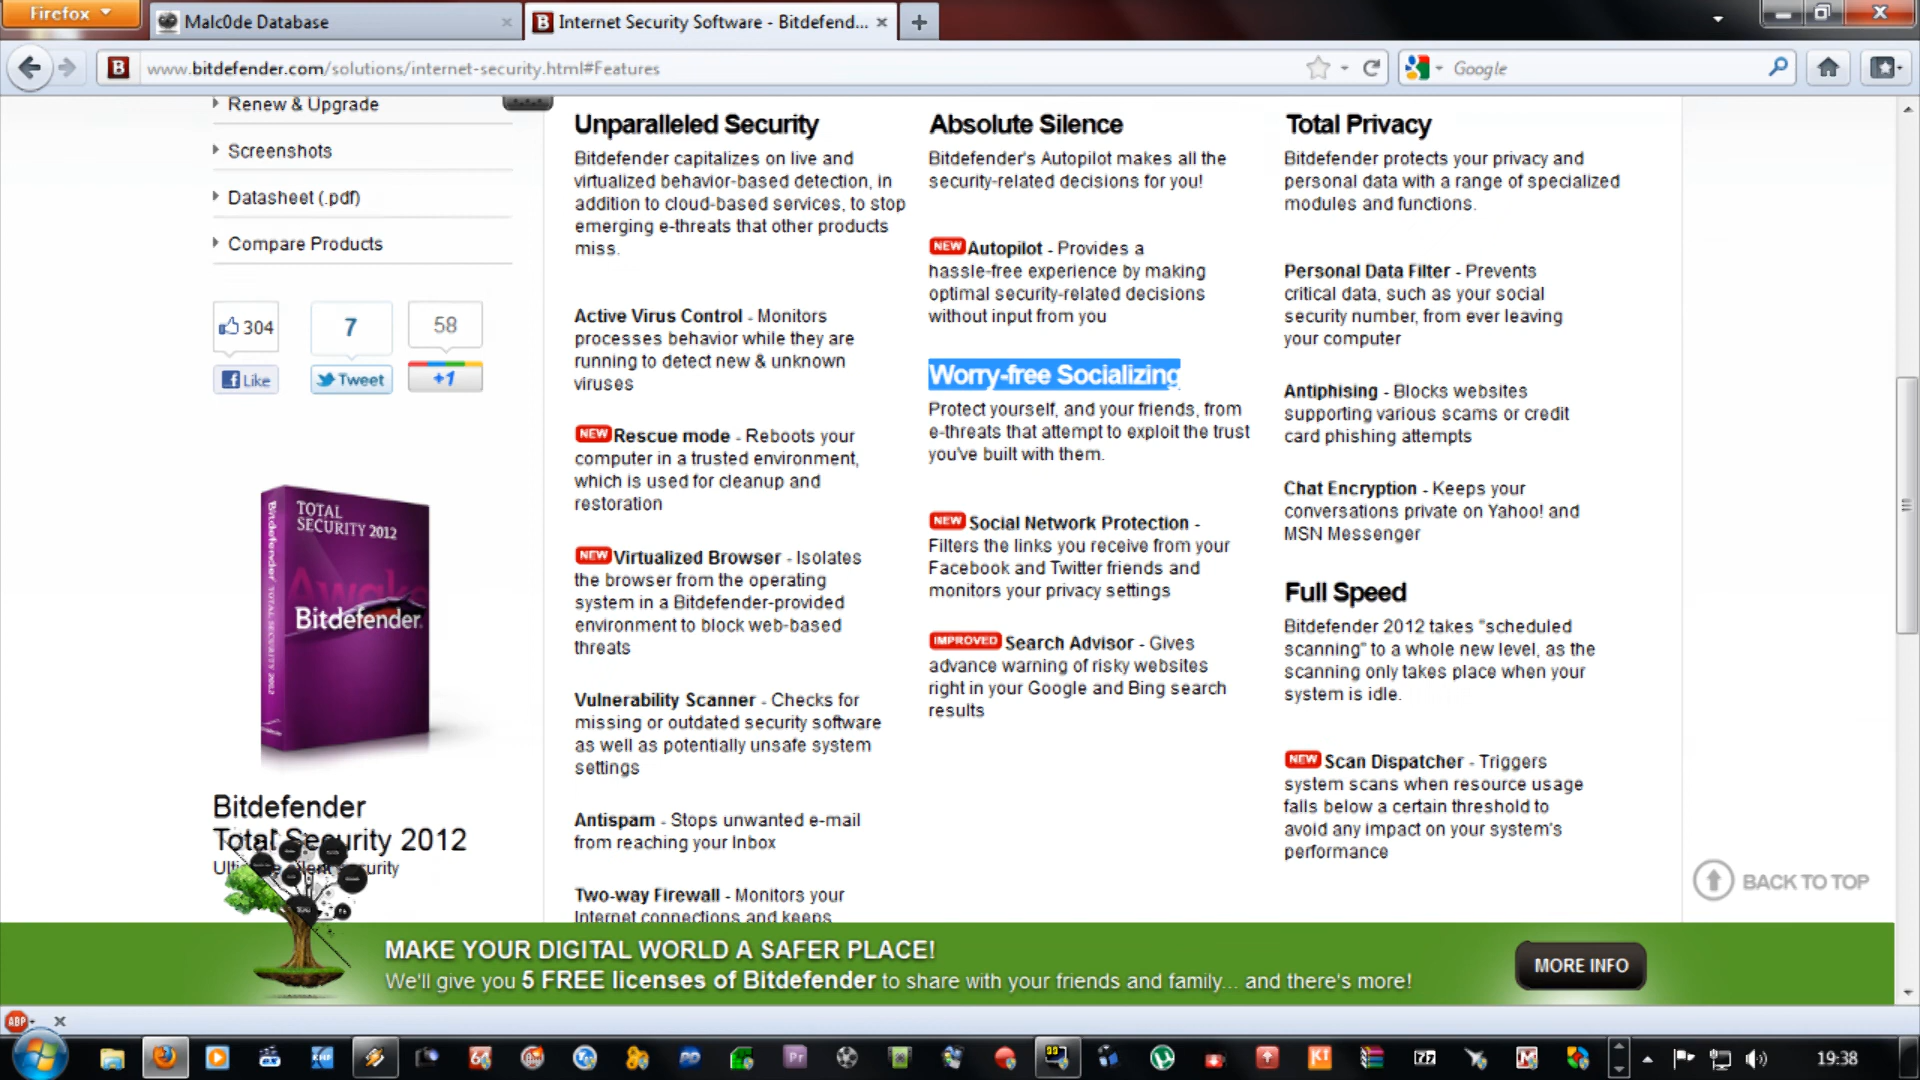 Firefox
Malc0de Database
Internet Security Software - Bitdefend...
www.bitdefender.com/solutions/internet-security.html#Features
Google
Renew & Upgrade
Screenshots
Datasheet (.pdf)
Compare Products
304
7
58
Like
Tweet
+1
TOTAL
SECURITY 2012
Awake
Bitdefender
BITDEFENDER TOTAL SECURITY 2012
Bitdefender
Total Security 2012
Unparalleled Security
Bitdefender capitalizes on live and
virtualized behavior-based detection, in
addition to cloud-based services, to stop
emerging e-threats that other products
miss.
Active Virus Control - Monitors
processes behavior while they are
running to detect new & unknown
viruses
NEW Rescue mode - Reboots your
computer in a trusted environment,
which is used for cleanup and
restoration
NEW Virtualized Browser - Isolates
the browser from the operating
system in a Bitdefender-provided
environment to block web-based
threats
Vulnerability Scanner - Checks for
missing or outdated security software
as well as potentially unsafe system
settings
Antispam - Stops unwanted e-mail
from reaching your Inbox
Two-way Firewall - Monitors your
Internet connections and keeps
Absolute Silence
Bitdefender's Autopilot makes all the
security-related decisions for you!
NEW Autopilot - Provides a
hassle-free experience by making
optimal security-related decisions
without input from you
Worry-free Socializing
Protect yourself, and your friends, from
e-threats that attempt to exploit the trust
you've built with them.
NEW Social Network Protection -
Filters the links you receive from your
Facebook and Twitter friends and
monitors your privacy settings
IMPROVED Search Advisor - Gives
advance warning of risky websites
right in your Google and Bing search
results
Total Privacy
Bitdefender protects your privacy and
personal data with a range of specialized
modules and functions.
Personal Data Filter - Prevents
critical data, such as your social
security number, from ever leaving
your computer
Antiphising - Blocks websites
supporting various scams or credit
card phishing attempts
Chat Encryption - Keeps your
conversations private on Yahoo! and
MSN Messenger
Full Speed
Bitdefender 2012 takes "scheduled
scanning" to a whole new level, as the
scanning only takes place when your
system is idle.
NEW Scan Dispatcher - Triggers
system scans when resource usage
falls below a certain threshold to
avoid any impact on your system's
performance
BACK TO TOP
MAKE YOUR DIGITAL WORLD A SAFER PLACE!
We'll give you 5 FREE licenses of Bitdefender to share with your friends and family... and there's more!
MORE INFO
ABP
64
Pr
19:38